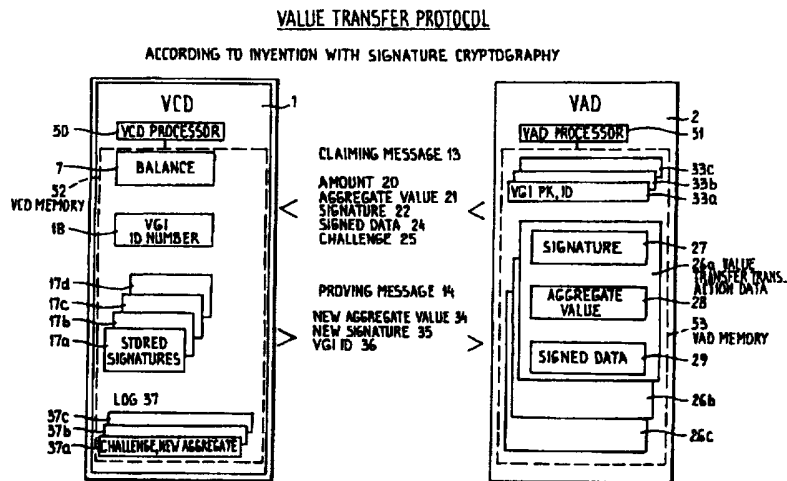 VALUE TRANSFER PROTOCOL
ACCORDING TO INVENTION WITH SIGNATURE CRYPTOGRAPHY
VCD
1
50
VCD PROCESSOR
7
BALANCE
52
VCD MEMORY
18
VGI
ID NUMBER
17d
17c
17b
17a
STORED
SIGNATURES
LOG 37
37c
37b
37a
CHALLENGE, NEW AGGREGATE
CLAIMING MESSAGE 13
AMOUNT 20
AGGREGATE VALUE 21
SIGNATURE 22
SIGNED DATA 24
CHALLENGE 25
PROVING MESSAGE 14
NEW AGGREGATE VALUE 34
NEW SIGNATURE 35
VGI ID 36
VAD
2
VAD PROCESSOR
51
33c
33b
33a
VGI PK, ID
SIGNATURE
27
26a VALUE
TRANSFER TRANS_
ACTION DATA
AGGREGATE
VALUE
28
53
VAD MEMORY
SIGNED DATA
29
26b
26c